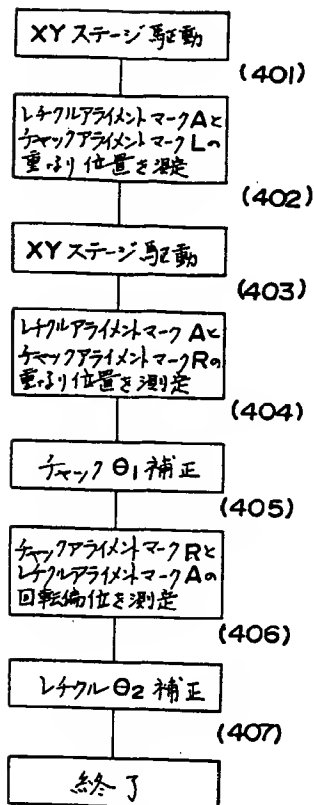 XYステージ駆動
(401)
レチクルアライメントマークAと
チャックアライメントマークLの
重なり位置を測定
(402)
XYステージ駆動
(403)
レチクルアライメントマークAと
チャックアライメントマークRの
重なり位置を測定
(404)
チャックθ1補正
(405)
チャックアライメントマークRと
レチクルアライメントマークAの
回転偏位を測定
(406)
レチクルθ2補正
(407)
終了